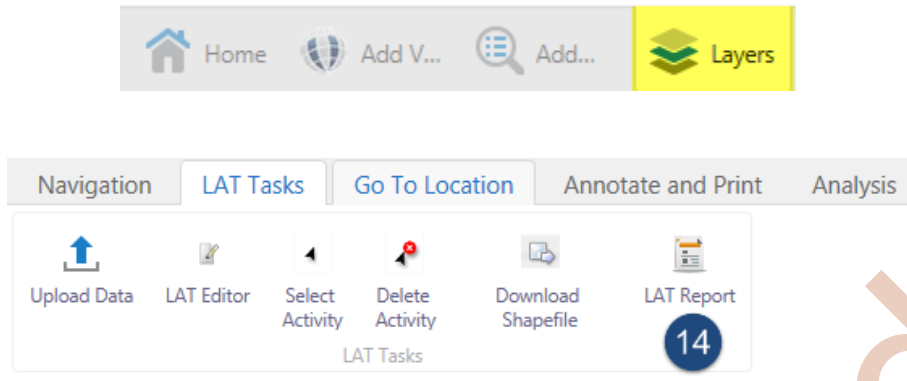 Home Add V... Add... Layers
Navigation LAT Tasks Go To Location Annotate and Print Analysis
Upload Data LAT Editor Select Delete Download LAT Report
Activity Activity Shapefile
LAT Tasks 14